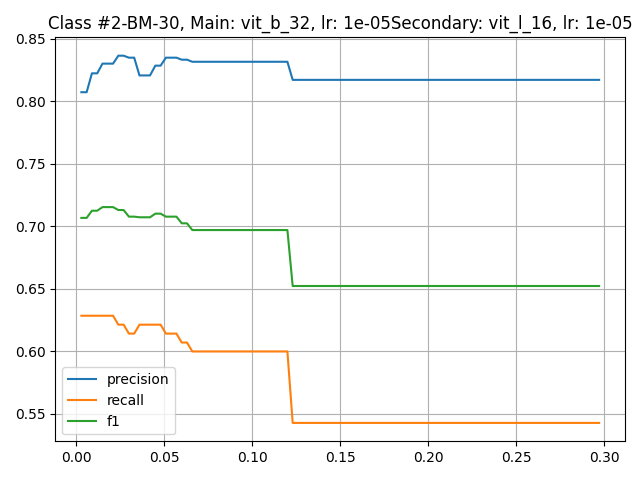 Class #2-BM-30, Main: vit_b_32, lr: 1e-05Secondary: vit_l_16, lr: 1e-05
0.85
0.80
0.75
0.70
0.65
0.60
0.55
precision
recall
f1
0.00 0.05 0.10 0.15 0.20 0.25 0.30